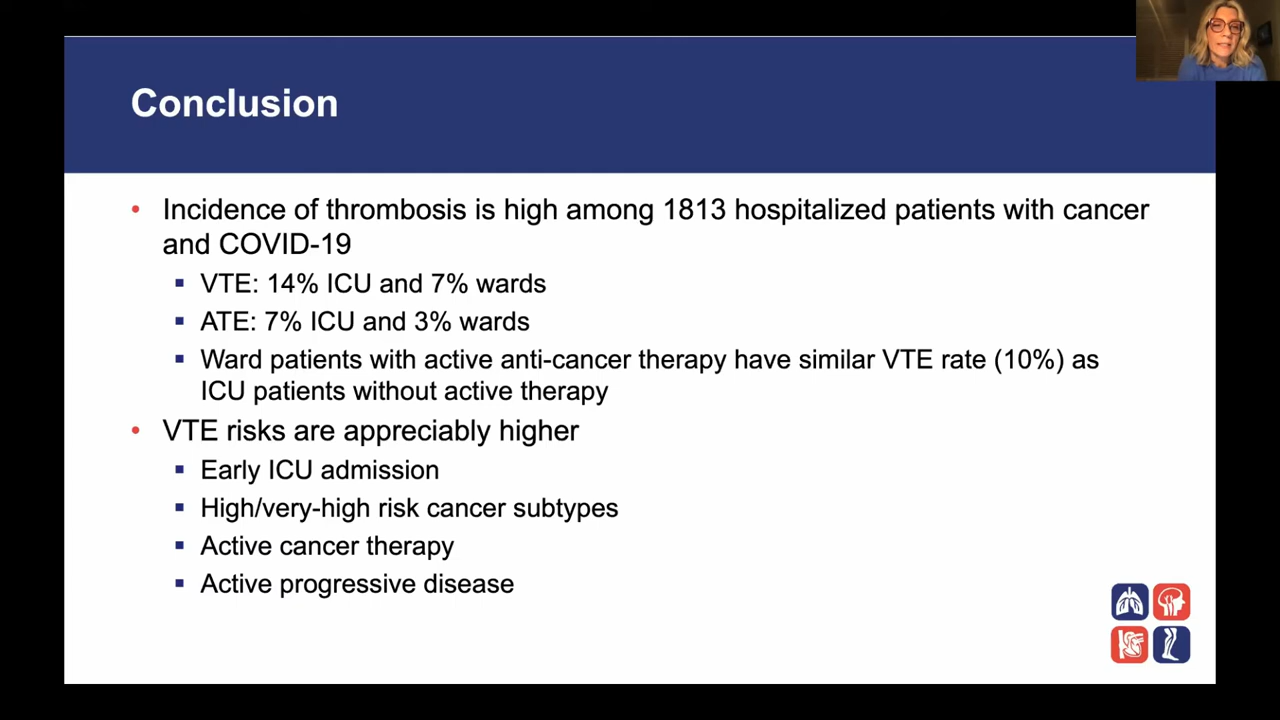 Conclusion
• Incidence of thrombosis is high among 1813 hospitalized patients with cancer
and COVID-19
▪ VTE: 14% ICU and 7% wards
▪ ATE: 7% ICU and 3% wards
▪ Ward patients with active anti-cancer therapy have similar VTE rate (10%) as
ICU patients without active therapy
• VTE risks are appreciably higher
▪ Early ICU admission
▪ High/very-high risk cancer subtypes
▪ Active cancer therapy
▪ Active progressive disease